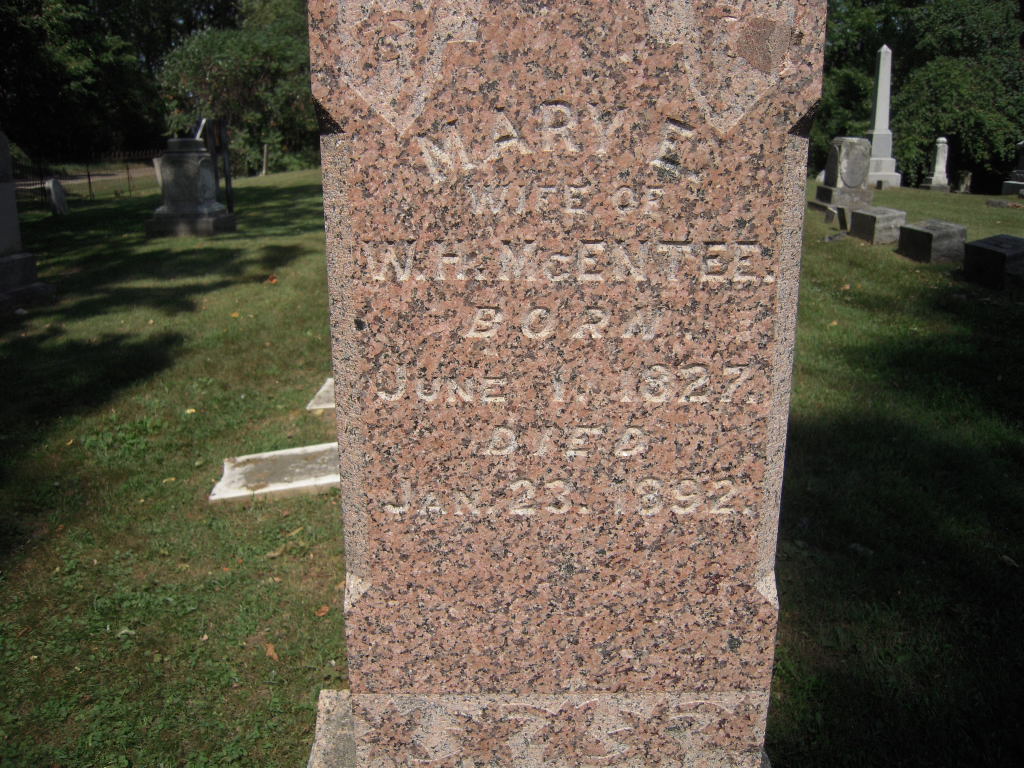 MARY E.
WIFE OF
W.H. McENTEE.
BORN
JUNE 1. 1827.
DIED
JAN. 23. 1892.